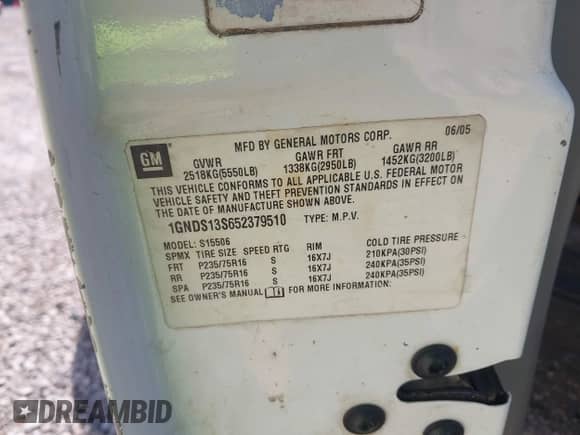 06/05
MFD BY GENERAL MOTORS CORP.
GM
GVWR GAWR FRT GAWR RR
2518KG(5550LB) 1338KG(2950LB) 1452KG(3200LB)
THIS VEHICLE CONFORMS TO ALL APPLICABLE U.S. FEDERAL MOTOR
VEHICLE SAFETY AND THEFT PREVENTION STANDARDS IN EFFECT ON
THE DATE OF MANUFACTURE SHOWN ABOVE.
1GNDS13S652379510 TYPE: M.P.V.
MODEL: S15506
SPMX TIRE SIZE SPEED RTG RIM COLD TIRE PRESSURE
FRT P235/75R16 S 16X7J 210KPA(30PSI)
RR P235/75R16 S 16X7J 240KPA(35PSI)
SPA P235/75R16 S 16X7J 240KPA(35PSI)
SEE OWNER'S MANUAL FOR MORE INFORMATION.
DREAMBID